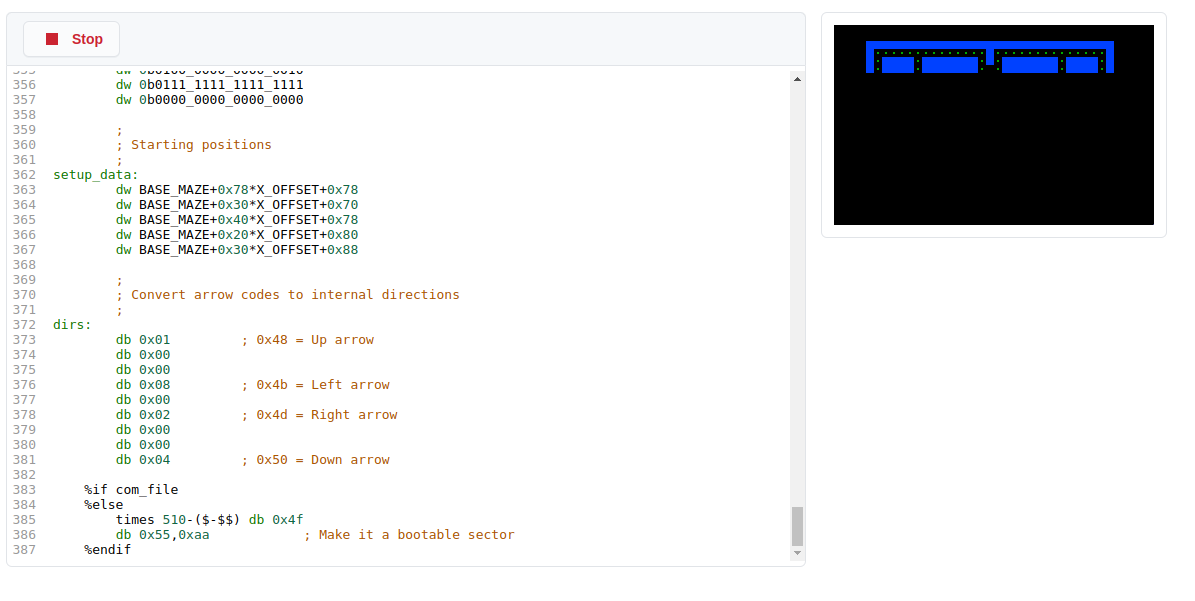 Stop
356 dw 0b0111_1111_1111_1111
357 dw 0b0000_0000_0000_0000
358
359 ;
360 ; Starting positions
361 ;
362 setup_data:
363 dw BASE_MAZE+0x78*X_OFFSET+0x78
364 dw BASE_MAZE+0x30*X_OFFSET+0x70
365 dw BASE_MAZE+0x40*X_OFFSET+0x78
366 dw BASE_MAZE+0x20*X_OFFSET+0x80
367 dw BASE_MAZE+0x30*X_OFFSET+0x88
368
369 ;
370 ; Convert arrow codes to internal directions
371 ;
372 dirs:
373 db 0x01 ; 0x48 = Up arrow
374 db 0x00
375 db 0x00
376 db 0x08 ; 0x4b = Left arrow
377 db 0x00
378 db 0x02 ; 0x4d = Right arrow
379 db 0x00
380 db 0x00
381 db 0x04 ; 0x50 = Down arrow
382
383 %if com_file
384 %else
385 times 510-($-$$) db 0x4f
386 db 0x55,0xaa ; Make it a bootable sector
387 %endif